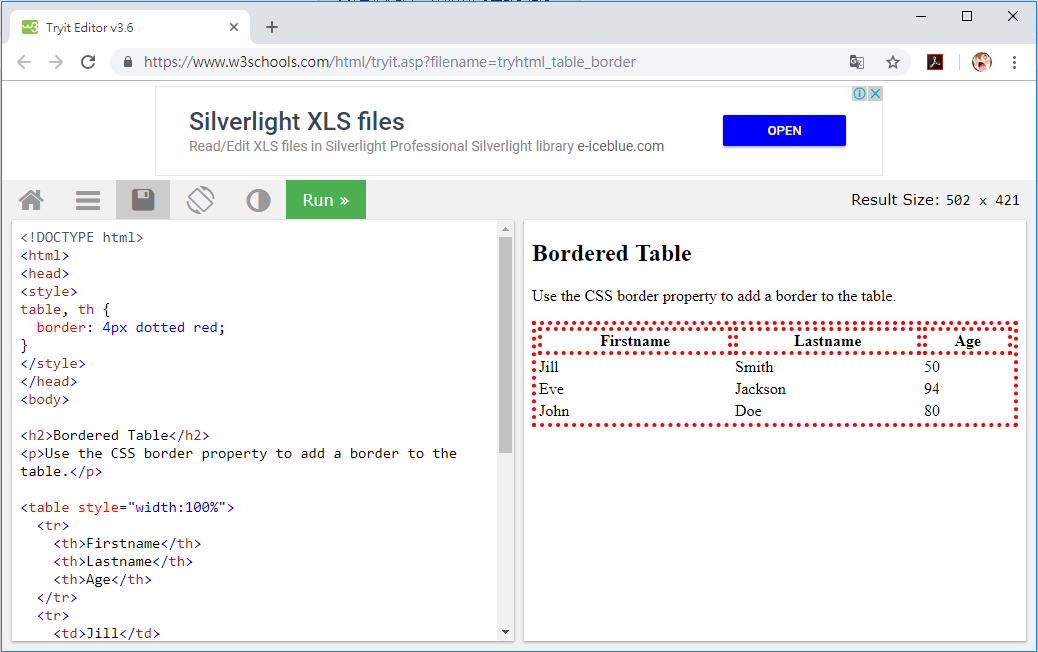 Tryit Editor v3.6
https://www.w3schools.com/html/tryit.asp?filename=tryhtml_table_border
Silverlight XLS files
Read/Edit XLS files in Silverlight Professional Silverlight library e-iceblue.com
OPEN
Run »
Result Size: 502 x 421
<!DOCTYPE html>
<html>
<head>
<style>
table, th {
  border: 4px dotted red;
}
</style>
</head>
<body>
<h2>Bordered Table</h2>
<p>Use the CSS border property to add a border to the
table.</p>
<table style="width:100%">
  <tr>
    <th>Firstname</th>
    <th>Lastname</th>
    <th>Age</th>
  </tr>
  <tr>
    <td>Jill</td>
Bordered Table
Use the CSS border property to add a border to the table.
Firstname Lastname Age
Jill Smith 50
Eve Jackson 94
John Doe 80